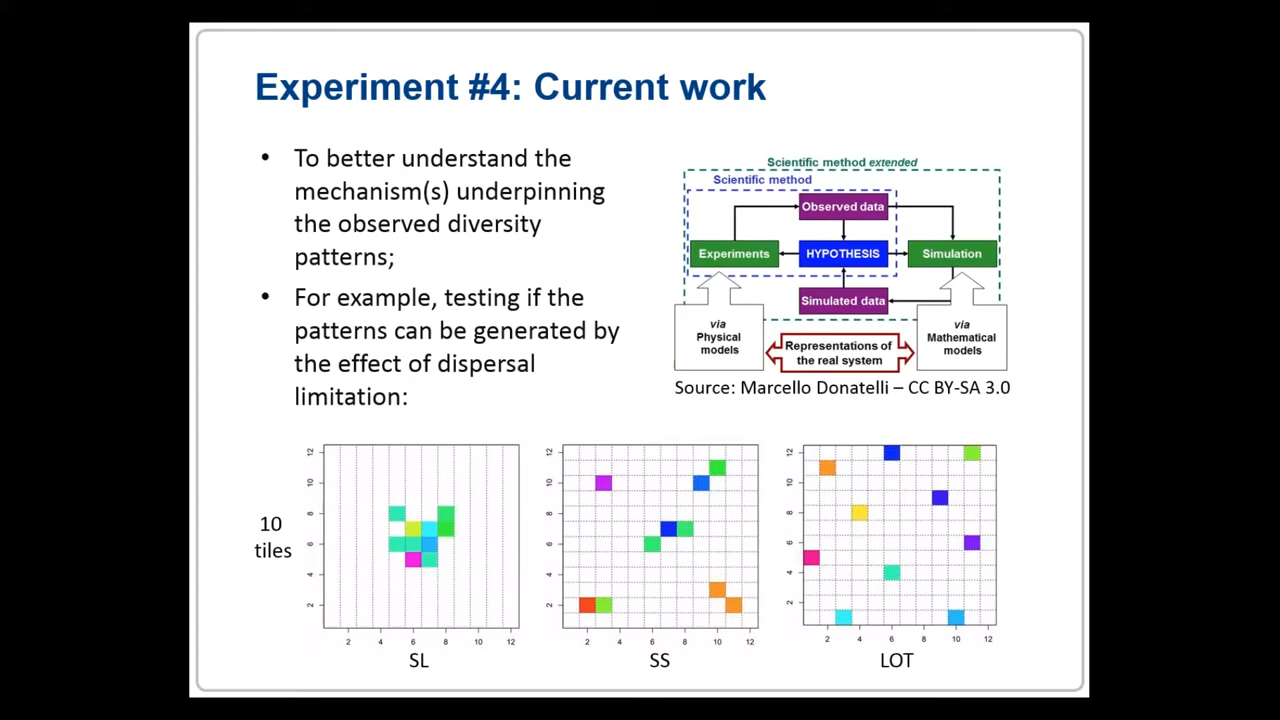 Experiment #4: Current work
• To better understand the
mechanism(s) underpinning
the observed diversity
patterns;
• For example, testing if the
patterns can be generated by
the effect of dispersal
limitation:
Scientific method extended
Scientific method
Observed data
Experiments
HYPOTHESIS
Simulation
Simulated data
via
Physical
models
Representations of
the real system
via
Mathematical
models
Source: Marcello Donatelli – CC BY-SA 3.0
10
tiles
12
10
8
6
4
2
2 4 6 8 10 12
SL
12
10
8
6
4
2
2 4 6 8 10 12
SS
12
10
8
6
4
2
2 4 6 8 10 12
LOT